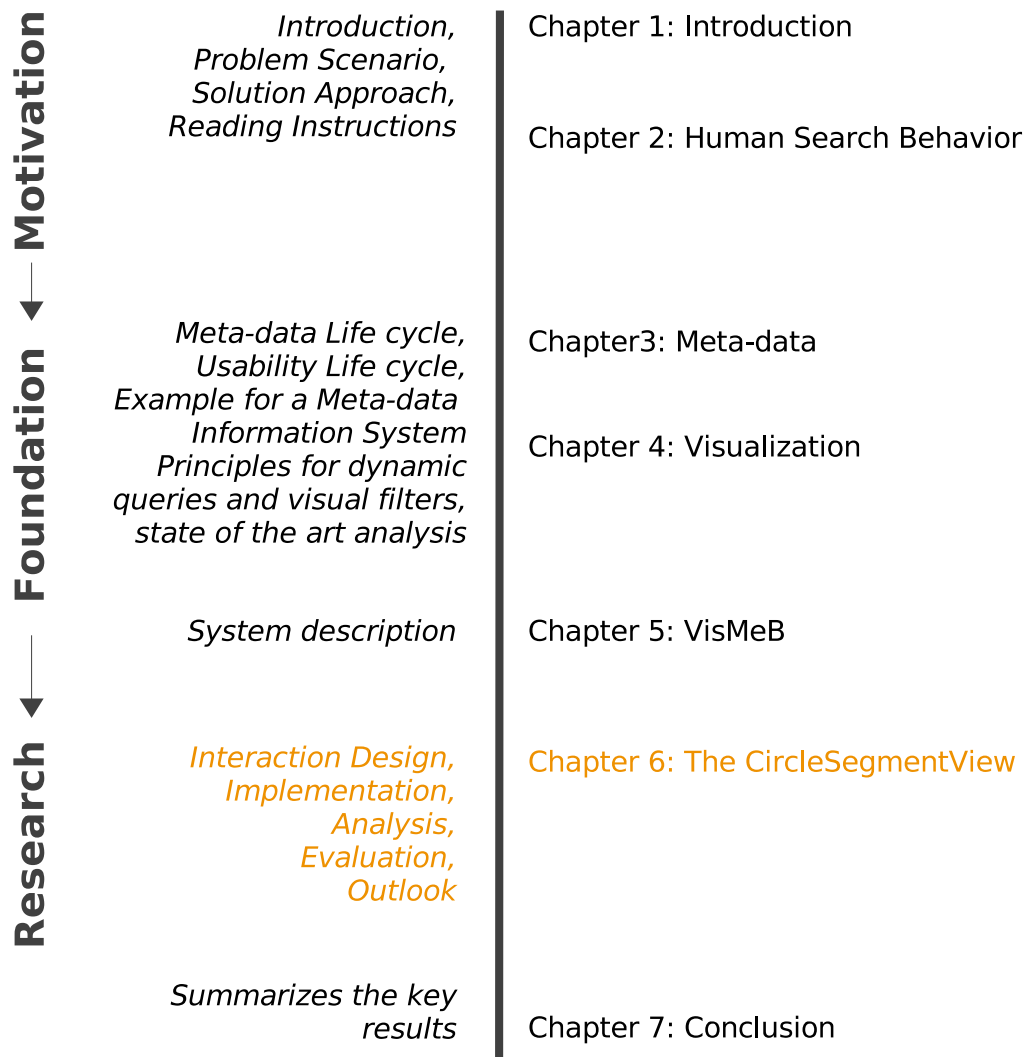 Motivation
Introduction,
Problem Scenario,
Solution Approach,
Reading Instructions
Chapter 1: Introduction
Chapter 2: Human Search Behavior
Foundation
Meta-data Life cycle,
Usability Life cycle,
Example for a Meta-data
Information System
Principles for dynamic
queries and visual filters,
state of the art analysis
Chapter3: Meta-data
Chapter 4: Visualization
System description
Chapter 5: VisMeB
Research
Interaction Design,
Implementation,
Analysis,
Evaluation,
Outlook
Chapter 6: The CircleSegmentView
Summarizes the key
results
Chapter 7: Conclusion